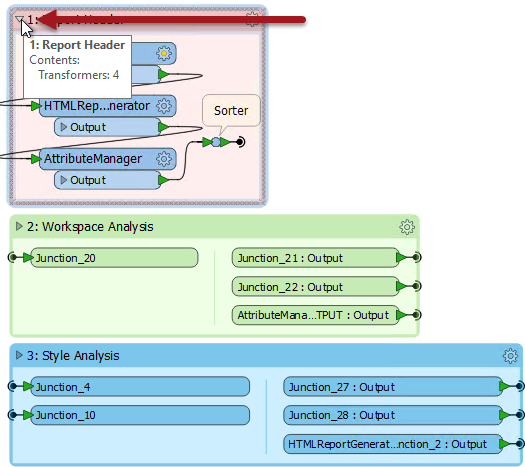 1: Report Header
1: Report Header
Contents:
Transformers: 4
HTMLRep...nerator
Output
Sorter
AttributeManager
Output
2: Workspace Analysis
Junction_20
Junction_21 : Output
Junction_22 : Output
AttributeMana...TPUT : Output
3: Style Analysis
Junction_4
Junction_10
Junction_27 : Output
Junction_28 : Output
HTMLReportGenerat...nction_2 : Output